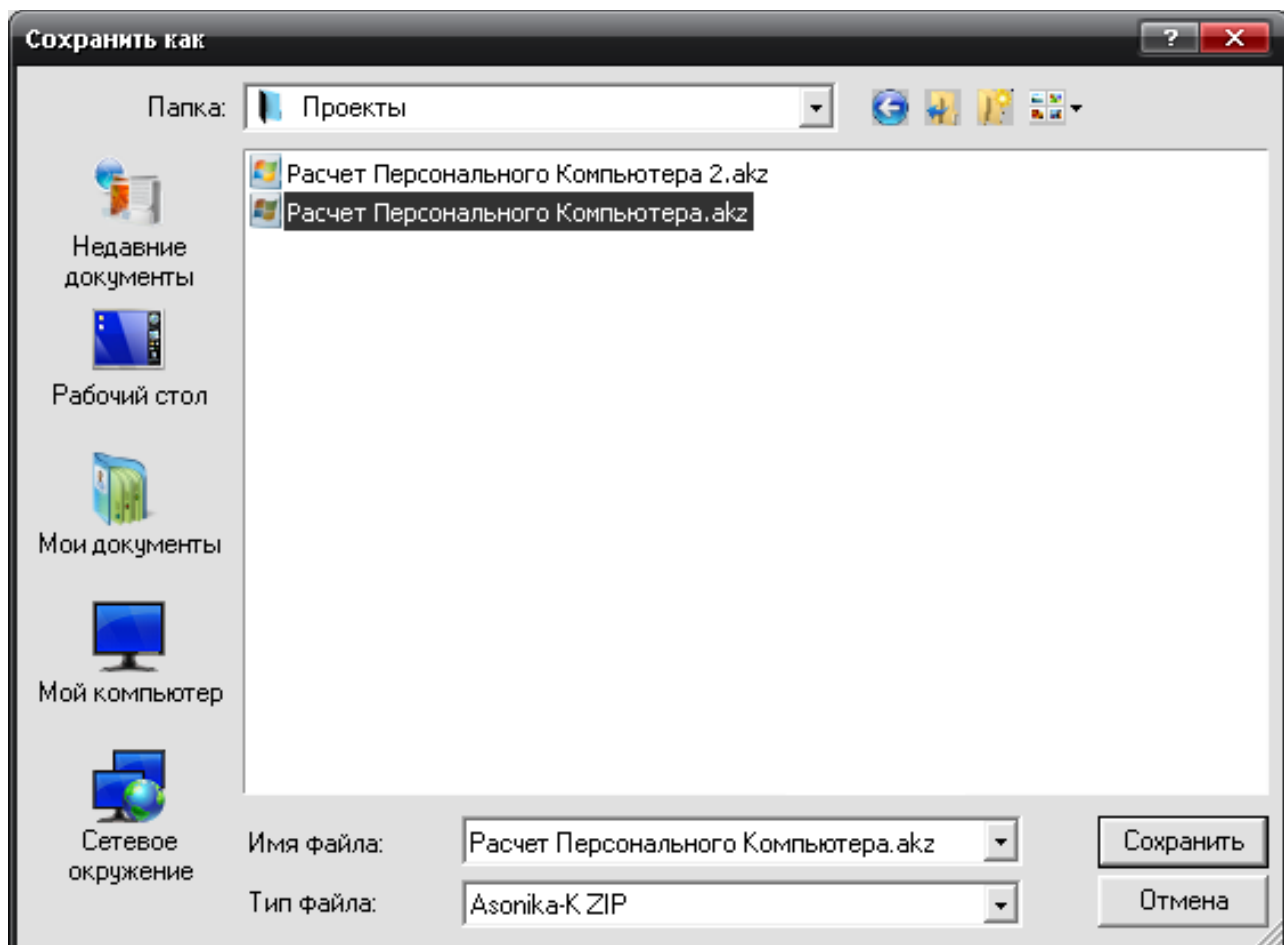 Сохранить как
?
Папка:
Проекты
Расчет Персонального Компьютера 2.akz
Расчет Персонального Компьютера.akz
Недавние
документы
Рабочий стол
Мои документы
Мой компьютер
Сетевое
окружение
Имя файла:
Расчет Персонального Компьютера.akz
Сохранить
Тип файла:
Asonika-K ZIP
Отмена